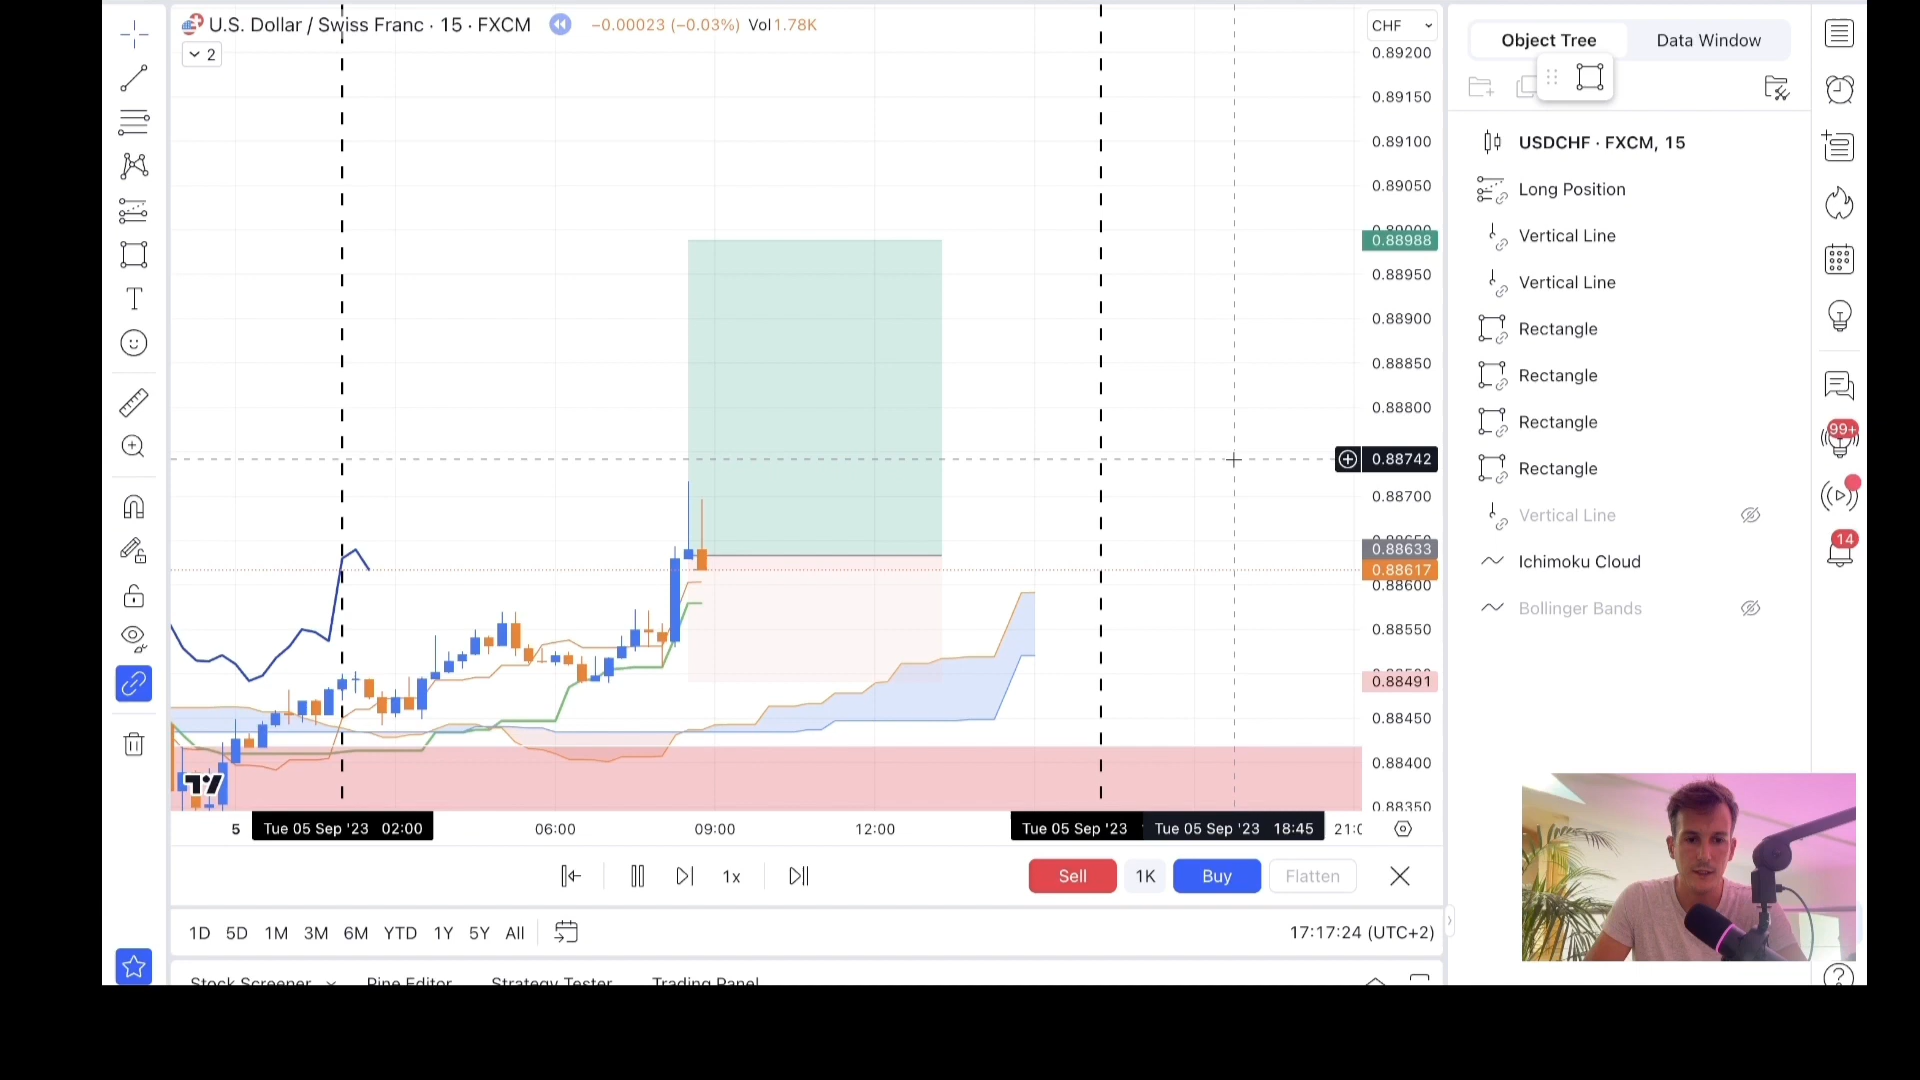 U.S. Dollar / Swiss Franc · 15 · FXCM −0.00023 (−0.03%) Vol1.78K
2
CHF
0.89200
0.89150
0.89100
0.89050
0.88988
0.88950
0.88900
0.88850
0.88800
0.88742
0.88700
0.88633
0.88617
0.88600
0.88550
0.88491
0.88450
0.88400
0.88350
5 Tue 05 Sep '23 02:00 06:00 09:00 12:00 Tue 05 Sep '23 Tue 05 Sep '23 18:45
1x Sell 1K Buy Flatten
1D 5D 1M 3M 6M YTD 1Y 5Y All 17:17:24 (UTC+2)
Stock Screener Pine Editor Strategy Tester Trading Panel
Object Tree Data Window
USDCHF · FXCM, 15
Long Position
Vertical Line
Vertical Line
Rectangle
Rectangle
Rectangle
Rectangle
Vertical Line
Ichimoku Cloud
Bollinger Bands
99+
14